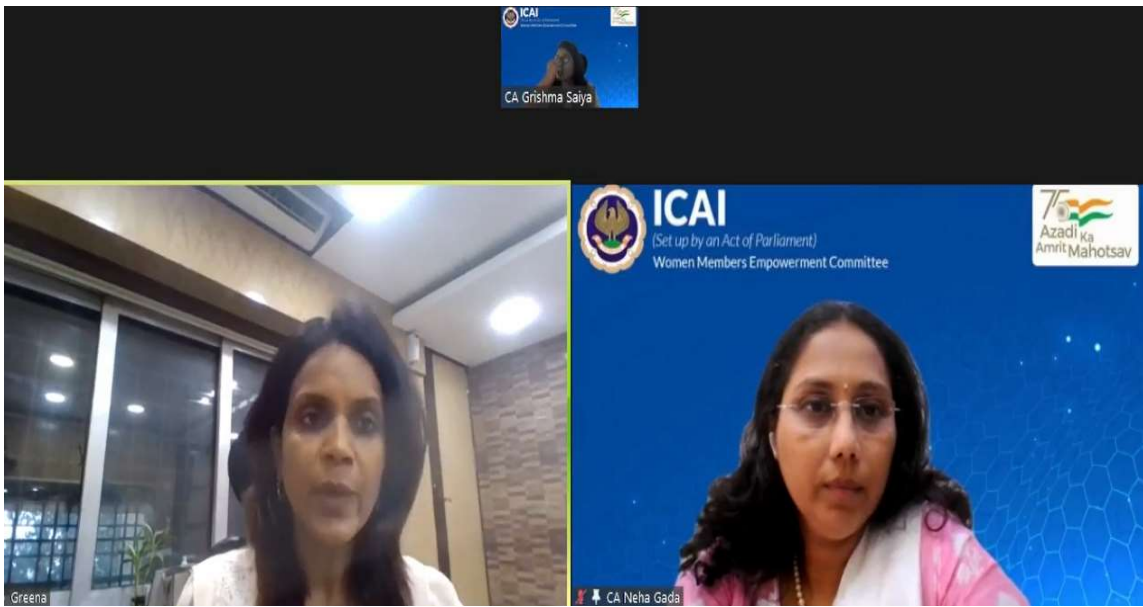 ICAI
CA Grishma Saiya
ICAI
(Set up by an Act of Parliament)
Women Members Empowerment Committee
75
Azadi Ka
Amrit Mahotsav
Greena
CA Neha Gada